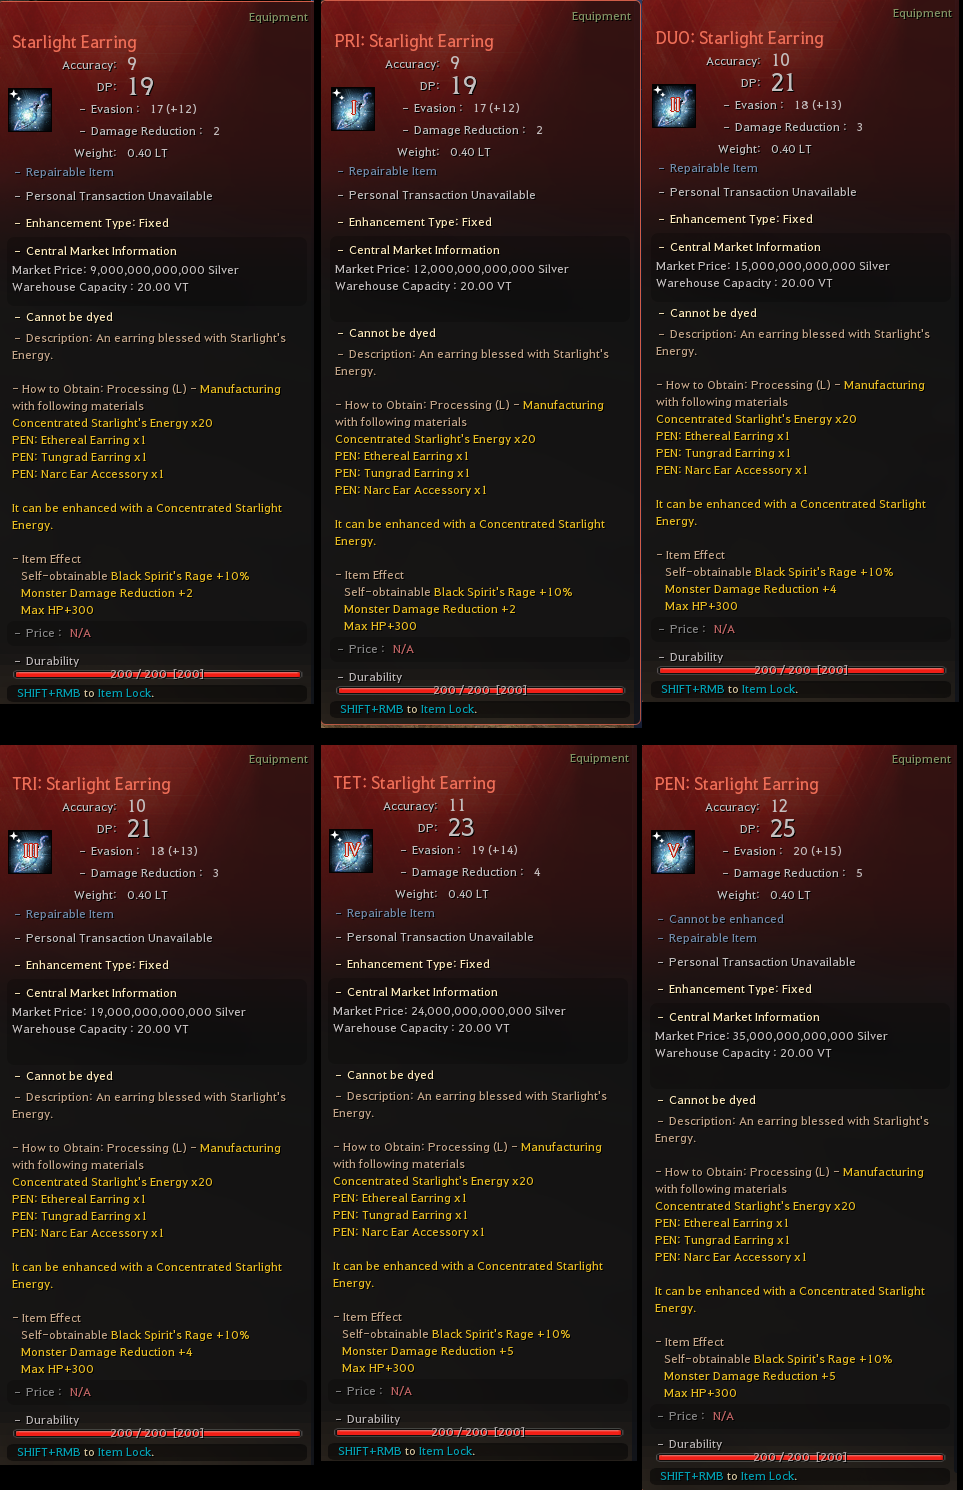 Equipment
Starlight Earring
Accuracy: 9
DP: 19
- Evasion : 17 (+12)
- Damage Reduction : 2
Weight: 0.40 LT
- Repairable Item
- Personal Transaction Unavailable
- Enhancement Type: Fixed
- Central Market Information
Market Price: 9,000,000,000,000 Silver
Warehouse Capacity : 20.00 VT
- Cannot be dyed
- Description: An earring blessed with Starlight's
Energy.
- How to Obtain: Processing (L) - Manufacturing
with following materials
Concentrated Starlight's Energy x20
PEN: Ethereal Earring x1
PEN: Tungrad Earring x1
PEN: Narc Ear Accessory x1
It can be enhanced with a Concentrated Starlight
Energy.
- Item Effect
Self-obtainable Black Spirit's Rage +10%
Monster Damage Reduction +2
Max HP+300
- Price : N/A
- Durability
200 / 200 [200]
SHIFT+RMB to Item Lock.
Equipment
PRI: Starlight Earring
I
Accuracy: 9
DP: 19
- Evasion : 17 (+12)
- Damage Reduction : 2
Weight: 0.40 LT
- Repairable Item
- Personal Transaction Unavailable
- Enhancement Type: Fixed
- Central Market Information
Market Price: 12,000,000,000,000 Silver
Warehouse Capacity : 20.00 VT
- Cannot be dyed
- Description: An earring blessed with Starlight's
Energy.
- How to Obtain: Processing (L) - Manufacturing
with following materials
Concentrated Starlight's Energy x20
PEN: Ethereal Earring x1
PEN: Tungrad Earring x1
PEN: Narc Ear Accessory x1
It can be enhanced with a Concentrated Starlight
Energy.
- Item Effect
Self-obtainable Black Spirit's Rage +10%
Monster Damage Reduction +2
Max HP+300
- Price : N/A
- Durability
200 / 200 [200]
SHIFT+RMB to Item Lock.
Equipment
DUO: Starlight Earring
II
Accuracy: 10
DP: 21
- Evasion : 18 (+13)
- Damage Reduction : 3
Weight: 0.40 LT
- Repairable Item
- Personal Transaction Unavailable
- Enhancement Type: Fixed
- Central Market Information
Market Price: 15,000,000,000,000 Silver
Warehouse Capacity : 20.00 VT
- Cannot be dyed
- Description: An earring blessed with Starlight's
Energy.
- How to Obtain: Processing (L) - Manufacturing
with following materials
Concentrated Starlight's Energy x20
PEN: Ethereal Earring x1
PEN: Tungrad Earring x1
PEN: Narc Ear Accessory x1
It can be enhanced with a Concentrated Starlight
Energy.
- Item Effect
Self-obtainable Black Spirit's Rage +10%
Monster Damage Reduction +4
Max HP+300
- Price : N/A
- Durability
200 / 200 [200]
SHIFT+RMB to Item Lock.
Equipment
TRI: Starlight Earring
III
Accuracy: 10
DP: 21
- Evasion : 18 (+13)
- Damage Reduction : 3
Weight: 0.40 LT
- Repairable Item
- Personal Transaction Unavailable
- Enhancement Type: Fixed
- Central Market Information
Market Price: 19,000,000,000,000 Silver
Warehouse Capacity : 20.00 VT
- Cannot be dyed
- Description: An earring blessed with Starlight's
Energy.
- How to Obtain: Processing (L) - Manufacturing
with following materials
Concentrated Starlight's Energy x20
PEN: Ethereal Earring x1
PEN: Tungrad Earring x1
PEN: Narc Ear Accessory x1
It can be enhanced with a Concentrated Starlight
Energy.
- Item Effect
Self-obtainable Black Spirit's Rage +10%
Monster Damage Reduction +4
Max HP+300
- Price : N/A
- Durability
200 / 200 [200]
SHIFT+RMB to Item Lock.
Equipment
TET: Starlight Earring
IV
Accuracy: 11
DP: 23
- Evasion : 19 (+14)
- Damage Reduction : 4
Weight: 0.40 LT
- Repairable Item
- Personal Transaction Unavailable
- Enhancement Type: Fixed
- Central Market Information
Market Price: 24,000,000,000,000 Silver
Warehouse Capacity : 20.00 VT
- Cannot be dyed
- Description: An earring blessed with Starlight's
Energy.
- How to Obtain: Processing (L) - Manufacturing
with following materials
Concentrated Starlight's Energy x20
PEN: Ethereal Earring x1
PEN: Tungrad Earring x1
PEN: Narc Ear Accessory x1
It can be enhanced with a Concentrated Starlight
Energy.
- Item Effect
Self-obtainable Black Spirit's Rage +10%
Monster Damage Reduction +5
Max HP+300
- Price : N/A
- Durability
200 / 200 [200]
SHIFT+RMB to Item Lock.
Equipment
PEN: Starlight Earring
V
Accuracy: 12
DP: 25
- Evasion : 20 (+15)
- Damage Reduction : 5
Weight: 0.40 LT
- Cannot be enhanced
- Repairable Item
- Personal Transaction Unavailable
- Enhancement Type: Fixed
- Central Market Information
Market Price: 35,000,000,000,000 Silver
Warehouse Capacity : 20.00 VT
- Cannot be dyed
- Description: An earring blessed with Starlight's
Energy.
- How to Obtain: Processing (L) - Manufacturing
with following materials
Concentrated Starlight's Energy x20
PEN: Ethereal Earring x1
PEN: Tungrad Earring x1
PEN: Narc Ear Accessory x1
It can be enhanced with a Concentrated Starlight
Energy.
- Item Effect
Self-obtainable Black Spirit's Rage +10%
Monster Damage Reduction +5
Max HP+300
- Price : N/A
- Durability
200 / 200 [200]
SHIFT+RMB to Item Lock.